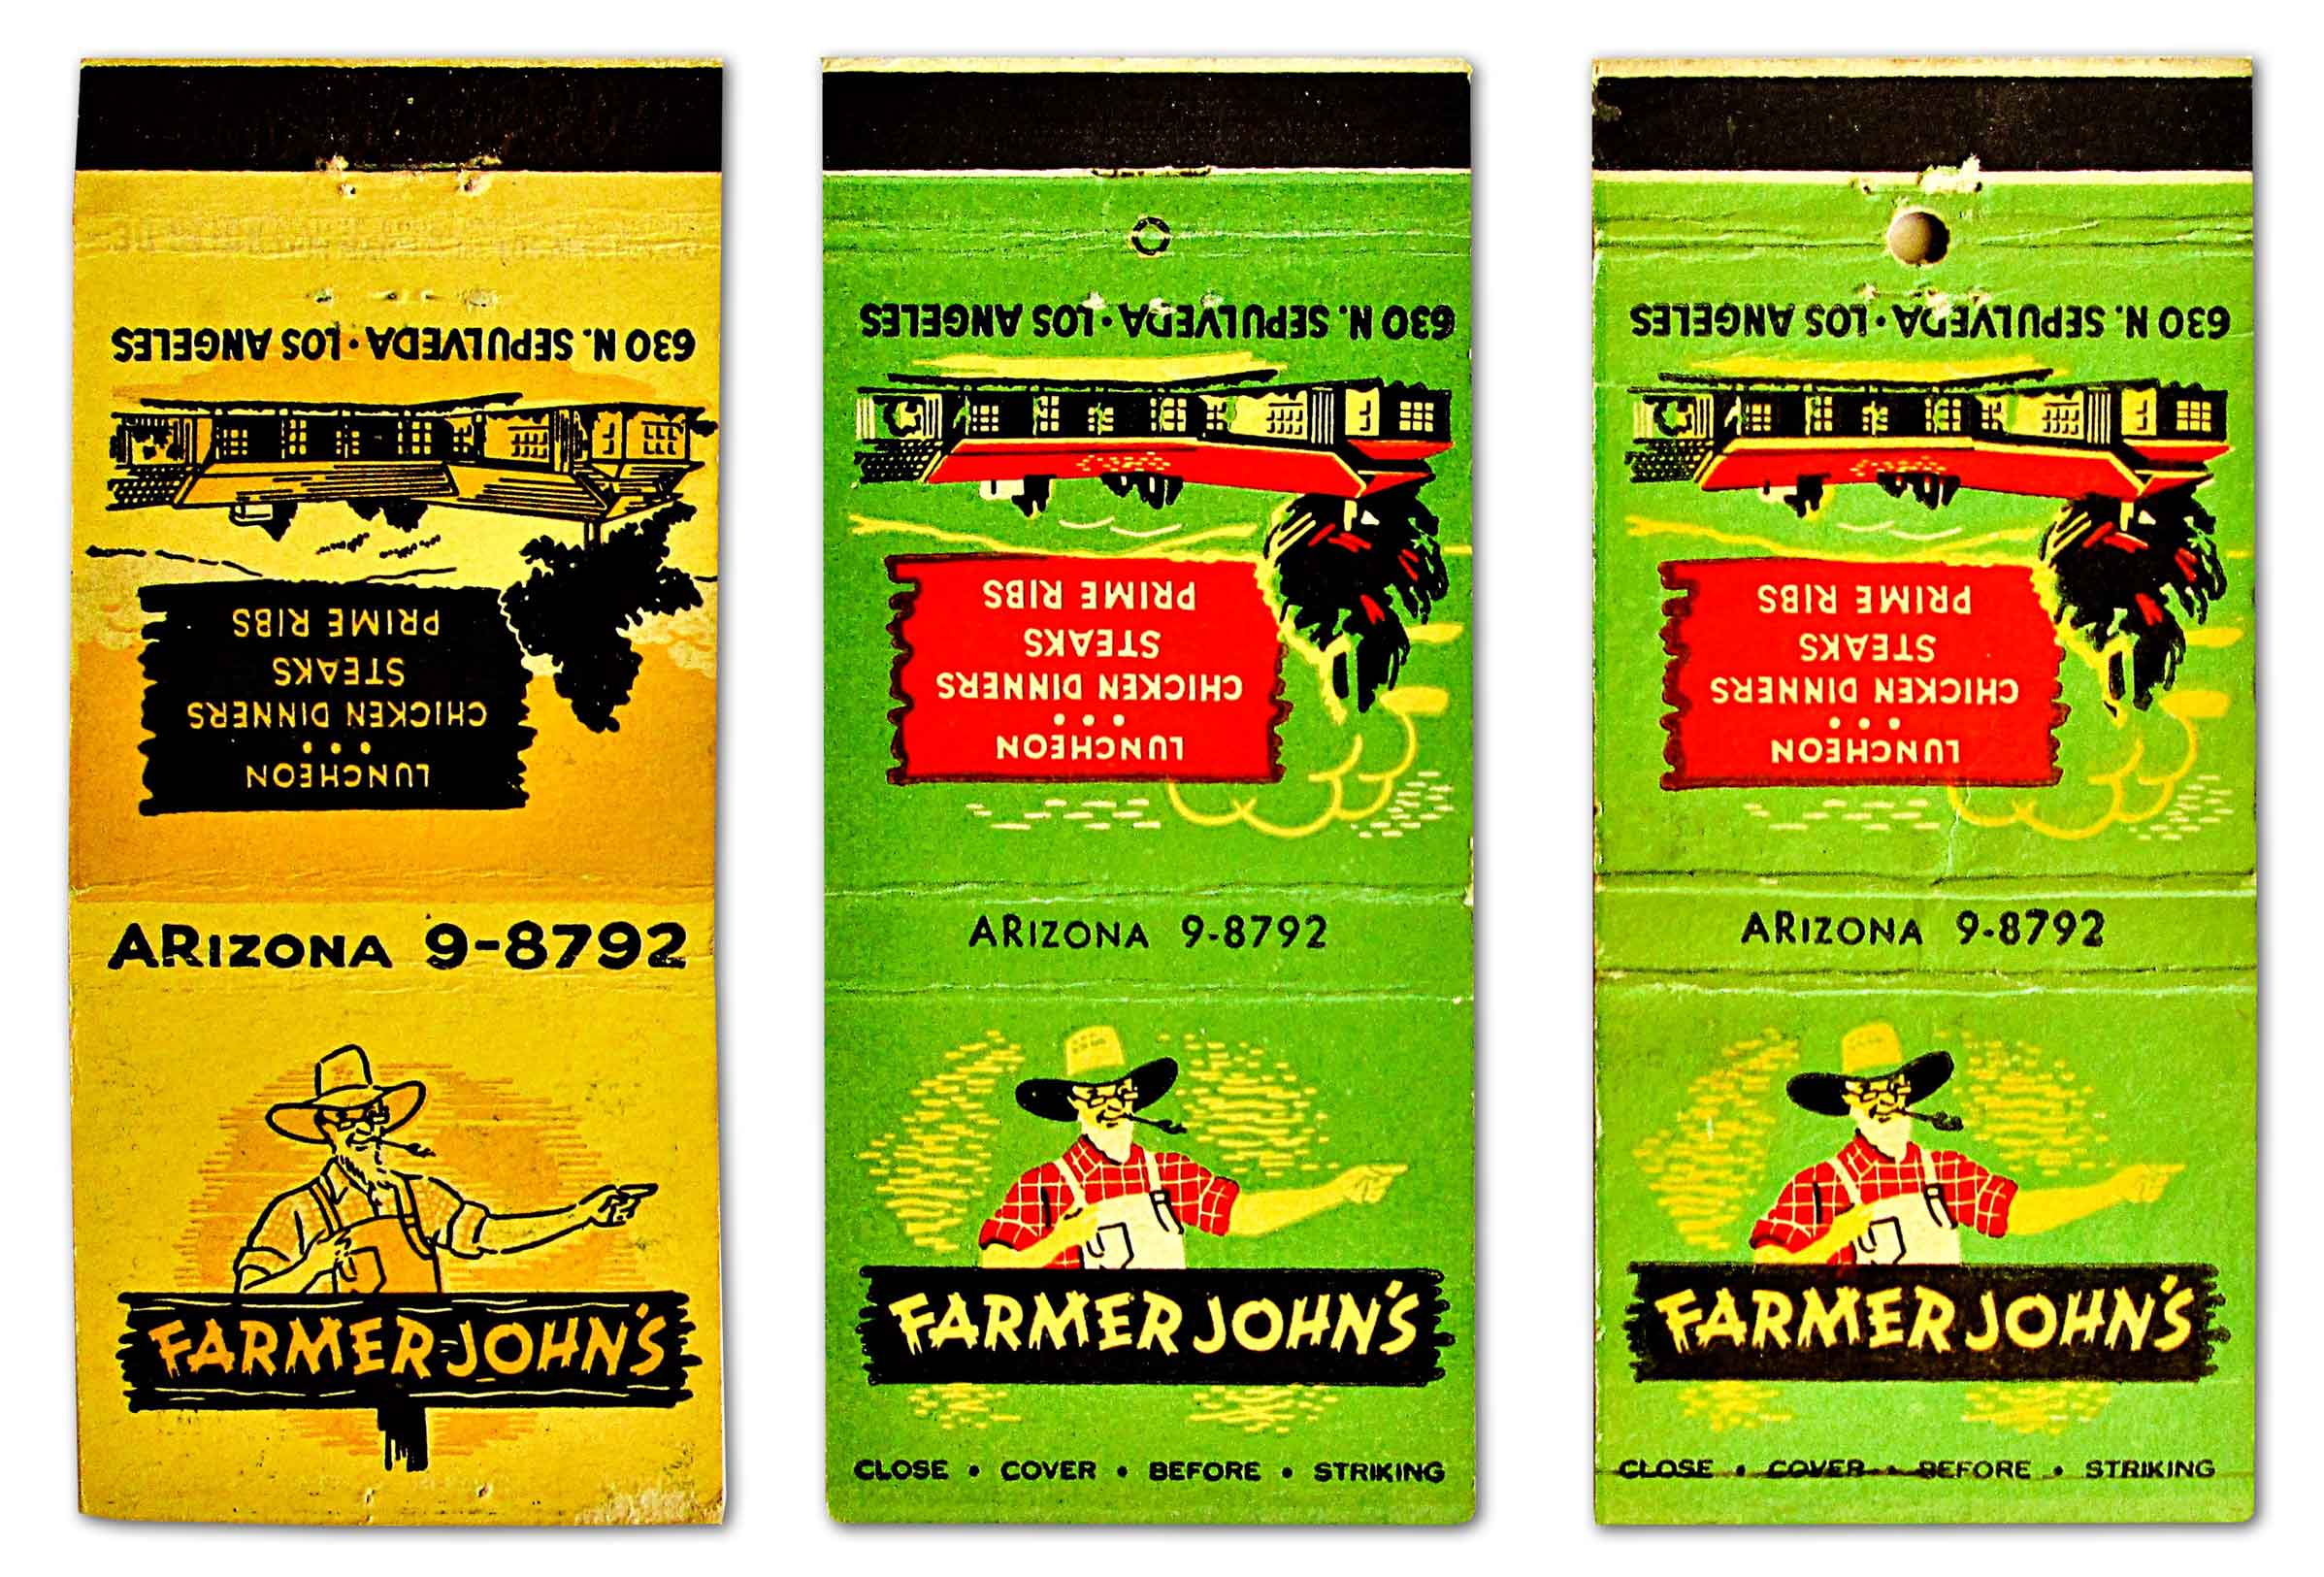 630 N. SEPULVEDA • LOS ANGELES
PRIME RIBS
STEAKS
CHICKEN DINNERS
• • •
LUNCHEON
ARIZONA 9-8792
FARMER JOHN'S
630 N. SEPULVEDA • LOS ANGELES
PRIME RIBS
STEAKS
CHICKEN DINNERS
• • •
LUNCHEON
ARIZONA 9-8792
FARMER JOHN'S
CLOSE • COVER • BEFORE • STRIKING
630 N. SEPULVEDA • LOS ANGELES
PRIME RIBS
STEAKS
CHICKEN DINNERS
• • •
LUNCHEON
ARIZONA 9-8792
FARMER JOHN'S
CLOSE • COVER • BEFORE • STRIKING